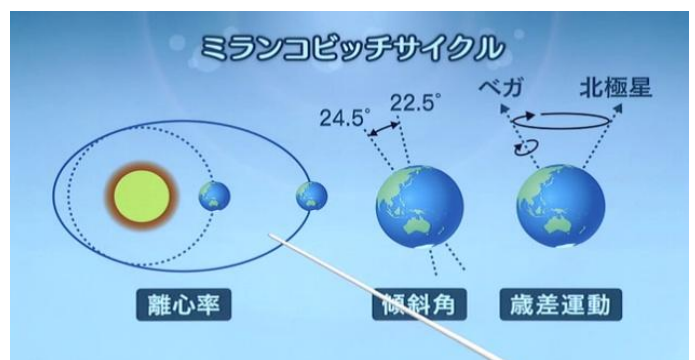 ミランコビッチサイクル
24.5°
22.5°
ベガ
北極星
離心率
傾斜角
歳差運動